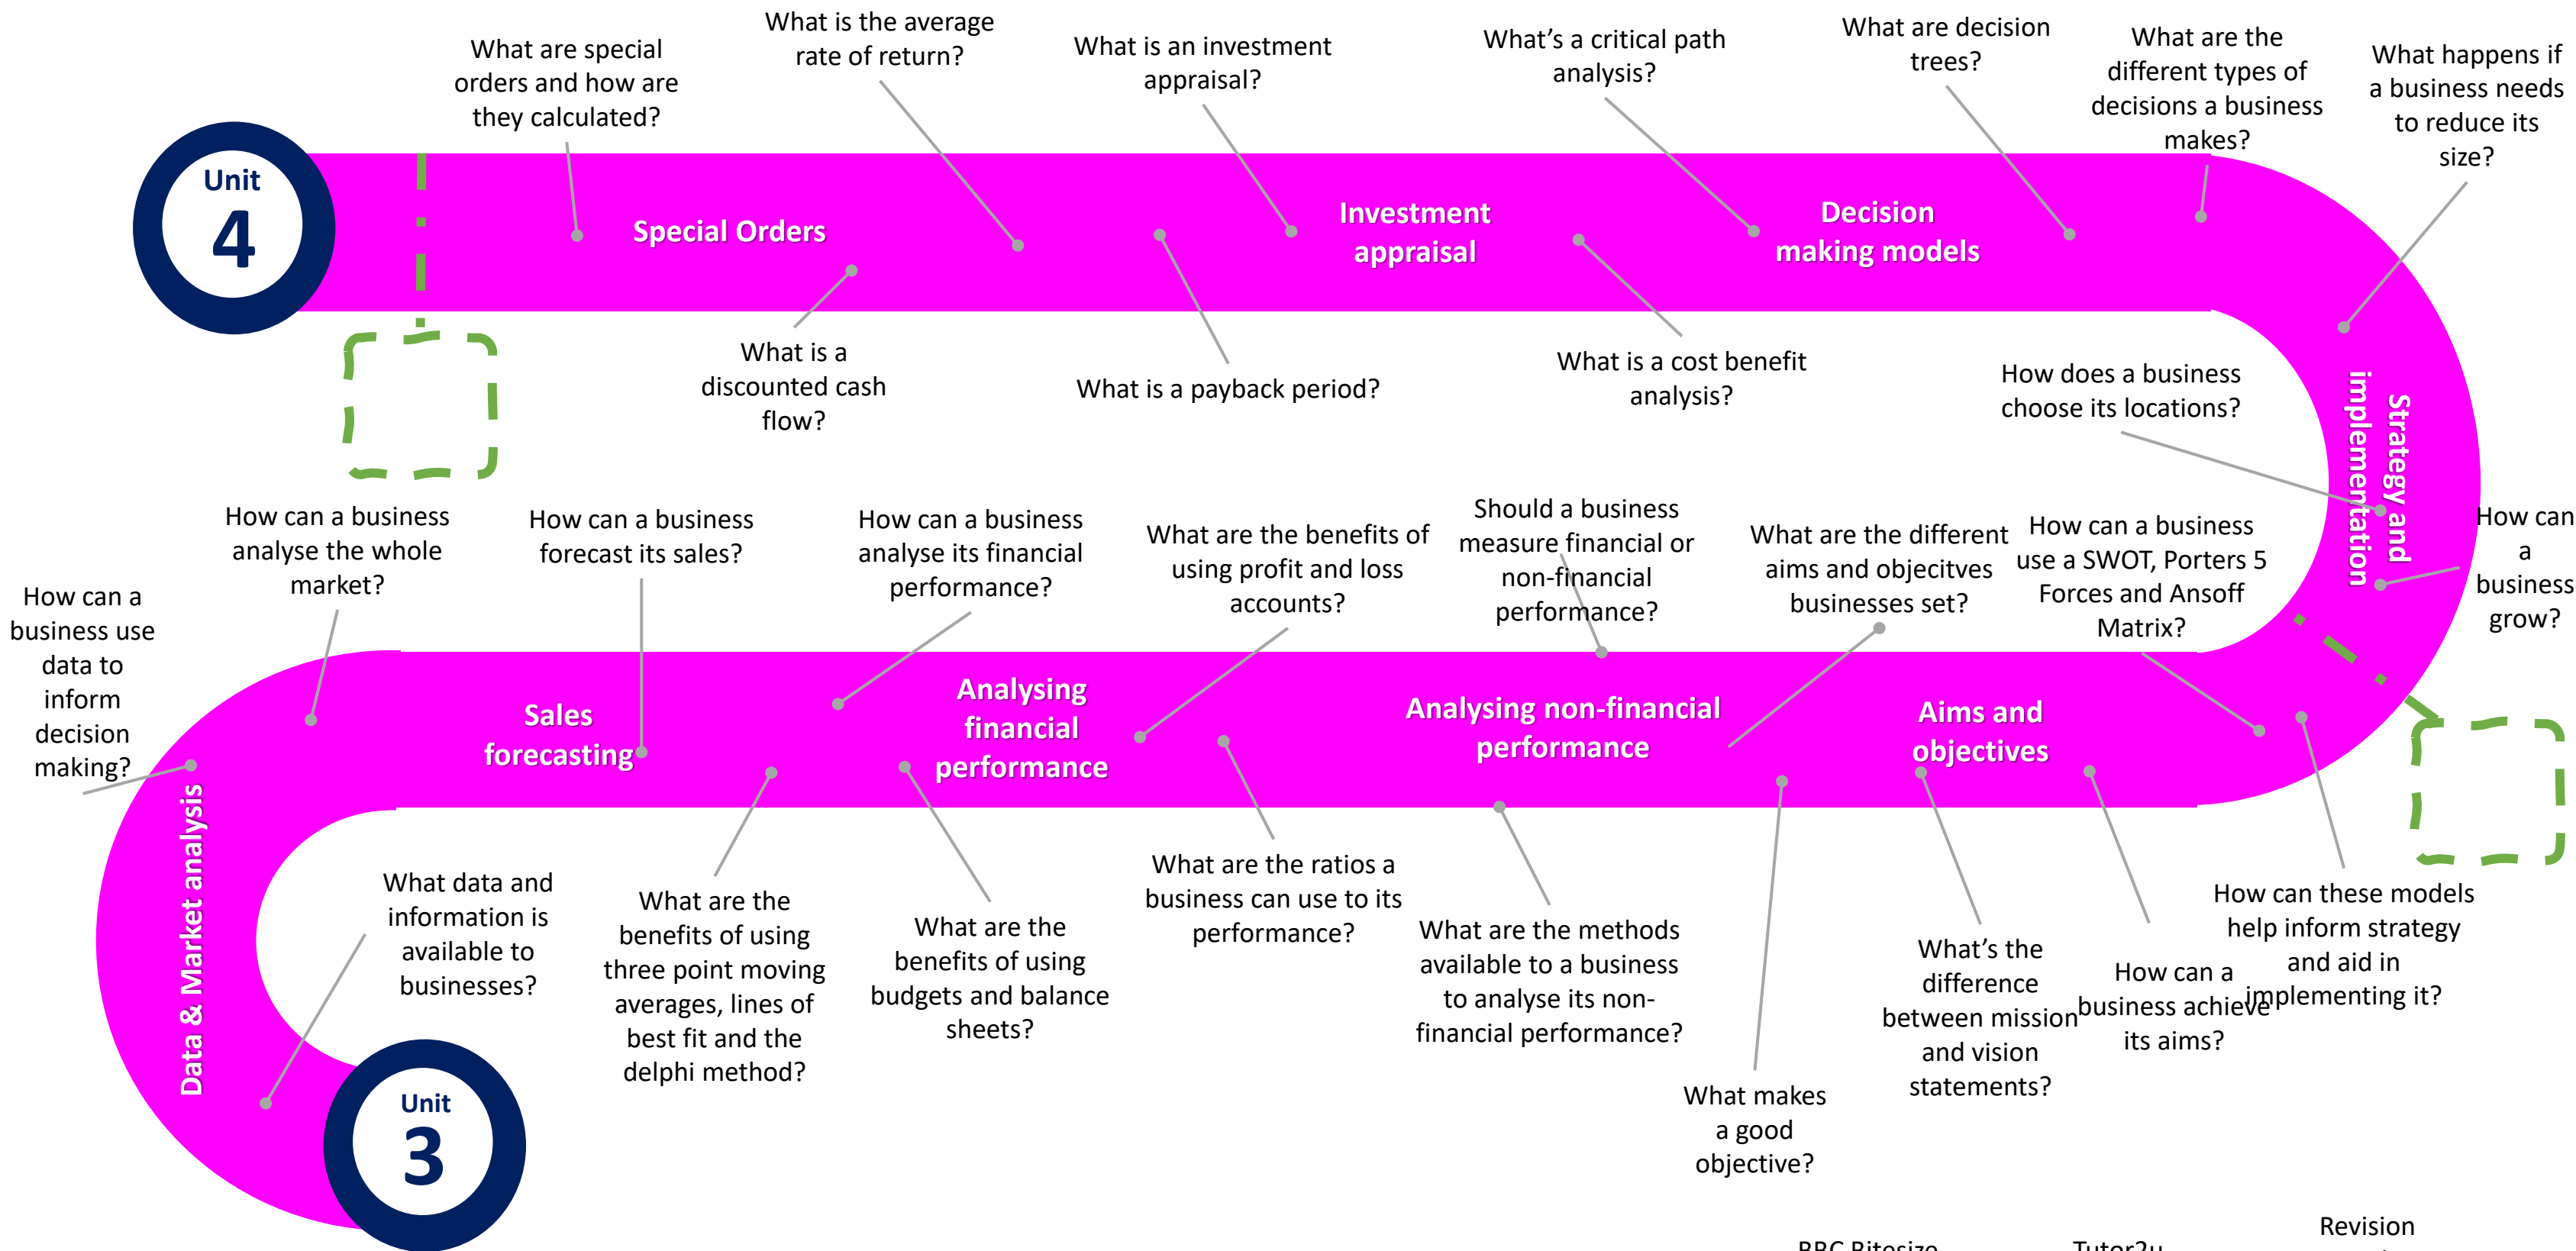 What are special
orders and how are
they calculated?
What is the average
rate of return?
What is an investment
appraisal?
What's a critical path
analysis?
What are decision
trees?
What are the
different types of
decisions a business
makes?
What happens if
a business needs
to reduce its
size?
Unit
4
Special Orders
Investment
appraisal
Decision
making models
What is a
discounted cash
flow?
What is a payback period?
What is a cost benefit
analysis?
How does a business
choose its locations?
Strategy and
implementation
How can
a
business
grow?
How can a
business use
data to
inform
decision
making?
How can a business
analyse the whole
market?
How can a business
forecast its sales?
How can a business
analyse its financial
performance?
What are the benefits of
using profit and loss
accounts?
Should a business
measure financial or
non-financial
performance?
What are the different
aims and objecitves
businesses set?
How can a business
use a SWOT, Porters 5
Forces and Ansoff
Matrix?
Data & Market analysis
Sales
forecasting
Analysing
financial
performance
Analysing non-financial
performance
Aims and
objectives
What data and
information is
available to
businesses?
What are the
benefits of using
three point moving
averages, lines of
best fit and the
delphi method?
What are the
benefits of using
budgets and balance
sheets?
What are the ratios a
business can use to its
performance?
What are the methods
available to a business
to analyse its non-
financial performance?
What makes
a good
objective?
What's the
difference
between mission
and vision
statements?
How can a
business achieve
its aims?
How can these models
help inform strategy
and aid in
implementing it?
Unit
3
BBC Bitesize
Tutor2u
Revision